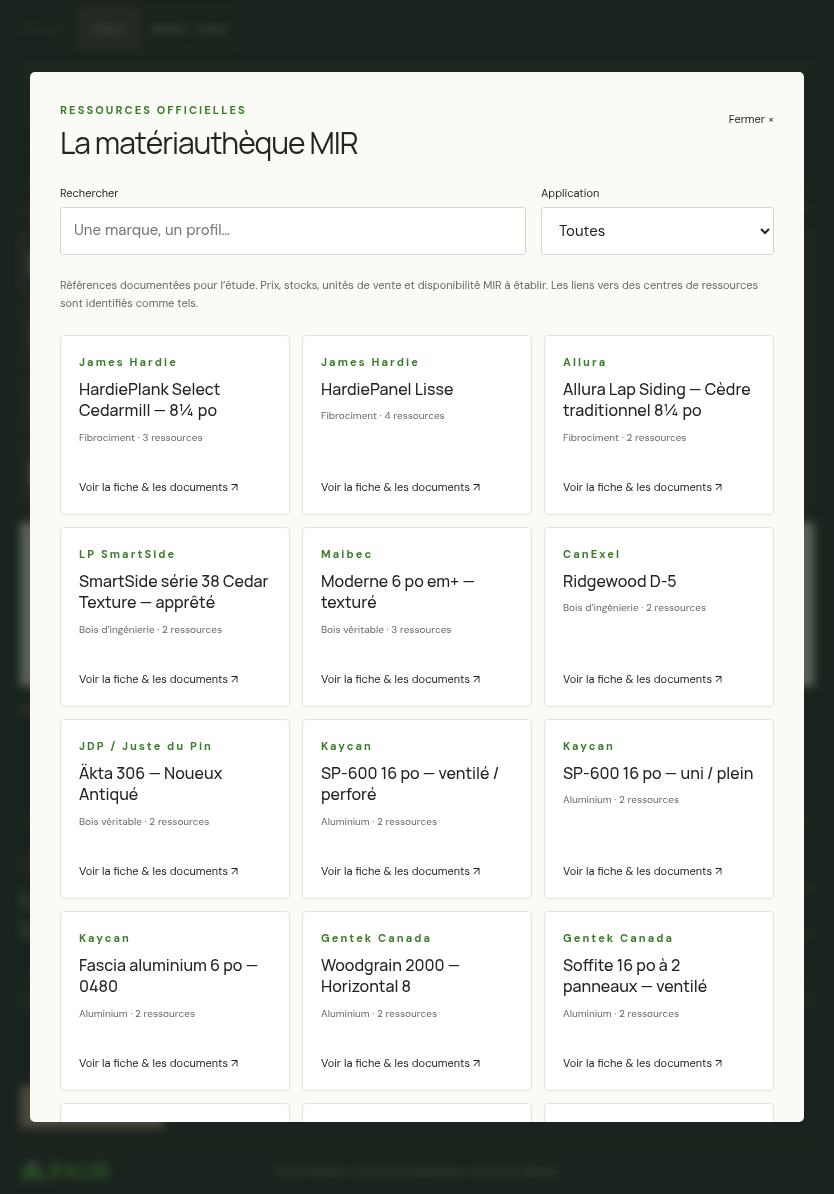 RESSOURCES OFFICIELLES
La matériauthèque MIR
Fermer ×
Rechercher
Application
Une marque, un profil…
Toutes
Références documentées pour l’étude. Prix, stocks, unités de vente et disponibilité MIR à établir. Les liens vers des centres de ressources
sont identifiés comme tels.
James Hardie
HardiePlank Select
Cedarmill — 8¼ po
Fibrociment · 3 ressources
Voir la fiche & les documents ↗
James Hardie
HardiePanel Lisse
Fibrociment · 4 ressources
Voir la fiche & les documents ↗
Allura
Allura Lap Siding — Cèdre
traditionnel 8¼ po
Fibrociment · 2 ressources
Voir la fiche & les documents ↗
LP SmartSide
SmartSide série 38 Cedar
Texture — apprêté
Bois d’ingénierie · 2 ressources
Voir la fiche & les documents ↗
Maibec
Moderne 6 po em+ —
texturé
Bois véritable · 3 ressources
Voir la fiche & les documents ↗
CanExel
Ridgewood D-5
Bois d’ingénierie · 2 ressources
Voir la fiche & les documents ↗
JDP / Juste du Pin
Äkta 306 — Noueux
Antiqué
Bois véritable · 2 ressources
Voir la fiche & les documents ↗
Kaycan
SP-600 16 po — ventilé /
perforé
Aluminium · 2 ressources
Voir la fiche & les documents ↗
Kaycan
SP-600 16 po — uni / plein
Aluminium · 2 ressources
Voir la fiche & les documents ↗
Kaycan
Fascia aluminium 6 po —
0480
Aluminium · 2 ressources
Voir la fiche & les documents ↗
Gentek Canada
Woodgrain 2000 —
Horizontal 8
Aluminium · 2 ressources
Voir la fiche & les documents ↗
Gentek Canada
Soffite 16 po à 2
panneaux — ventilé
Aluminium · 2 ressources
Voir la fiche & les documents ↗